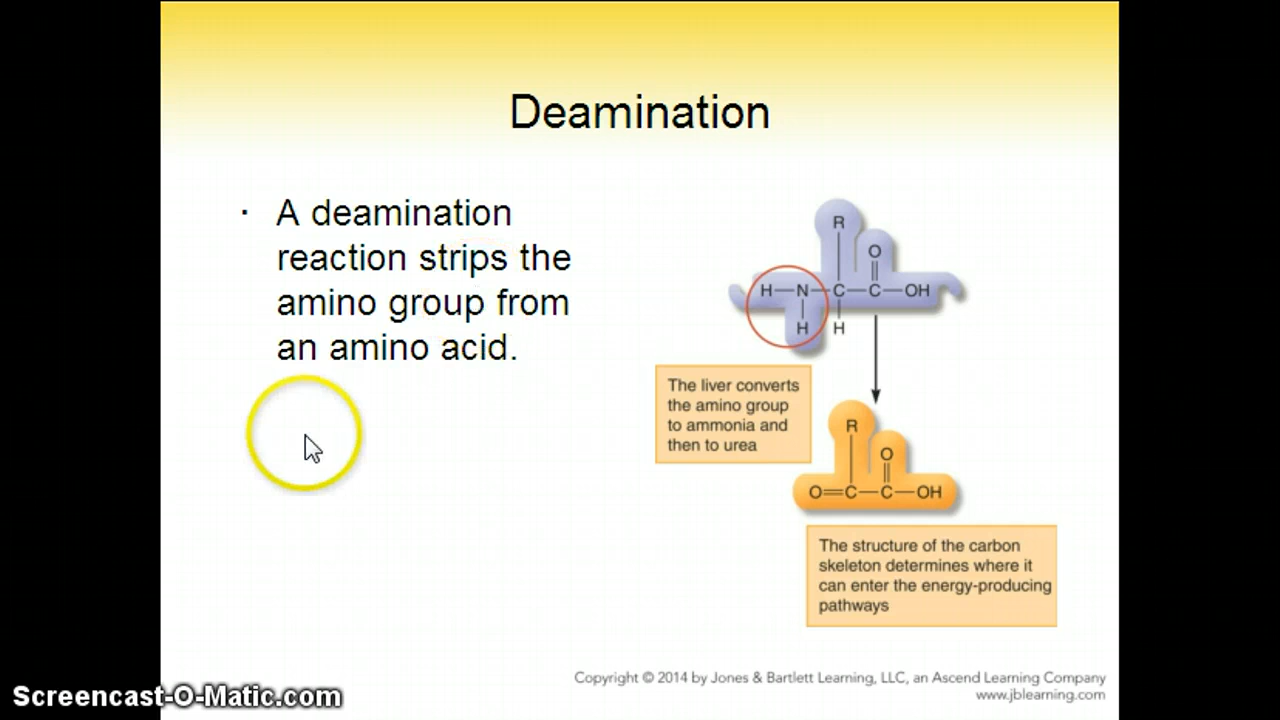 Deamination
· A deamination
reaction strips the
amino group from
an amino acid.
R
O
H—N—C—C—OH
H H
The liver converts
the amino group
to ammonia and
then to urea
R
O
O=C—C—OH
The structure of the carbon
skeleton determines where it
can enter the energy-producing
pathways
Copyright © 2014 by Jones & Bartlett Learning, LLC, an Ascend Learning Company
www.jblearning.com
Screencast-O-Matic.com